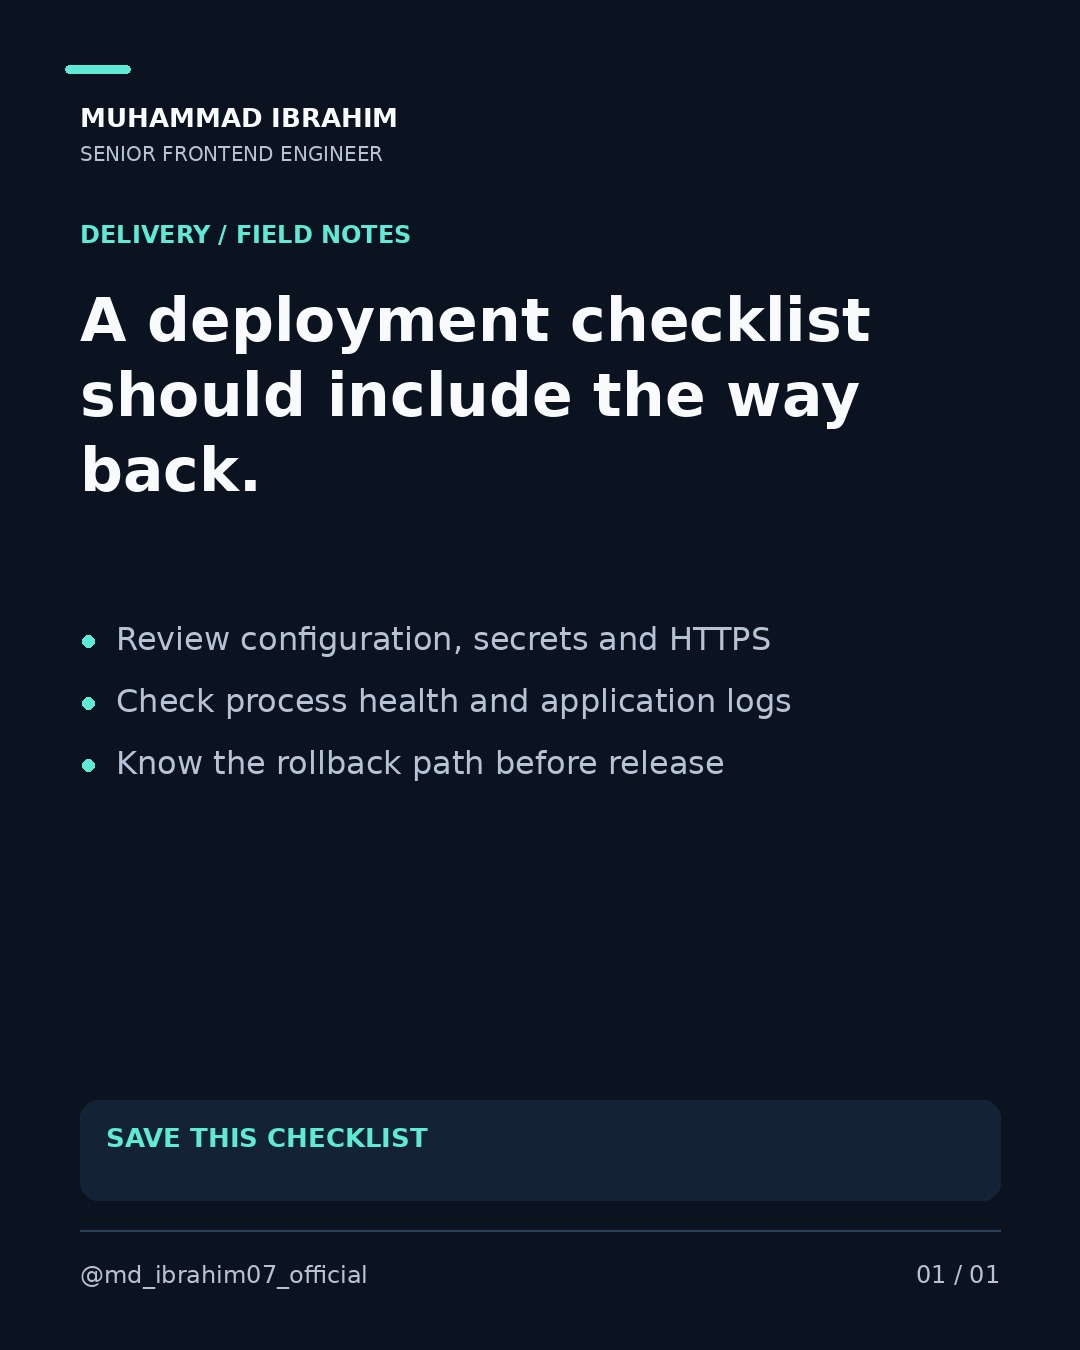 MUHAMMAD IBRAHIM
SENIOR FRONTEND ENGINEER
DELIVERY / FIELD NOTES
A deployment checklist
should include the way
back.
Review configuration, secrets and HTTPS
Check process health and application logs
Know the rollback path before release
SAVE THIS CHECKLIST
@md_ibrahim07_official
01 / 01